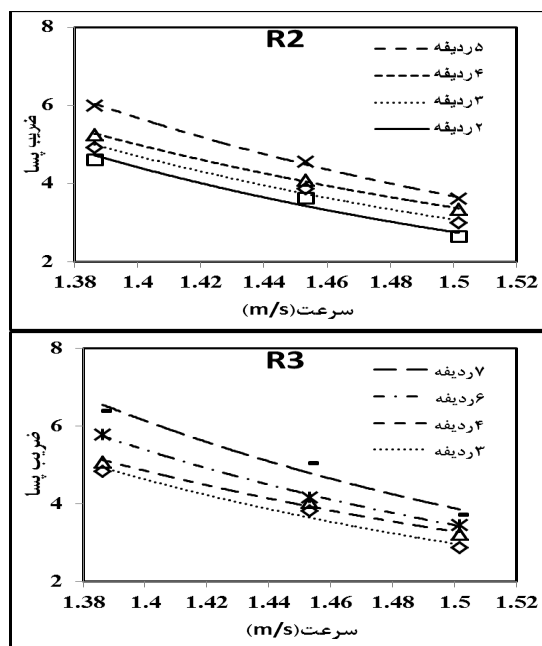 R2
8
6
4
2
ضریب پسا
۵ردیفه
۴ردیفه
۳ردیفه
۲ردیفه
1.38 1.4 1.42 1.44 1.46 1.48 1.5 1.52
سرعت(m/s)
R3
8
6
4
2
ضریب پسا
۷ردیفه
۶ردیفه
۴ردیفه
۳ردیفه
1.38 1.4 1.42 1.44 1.46 1.48 1.5 1.52
سرعت(m/s)